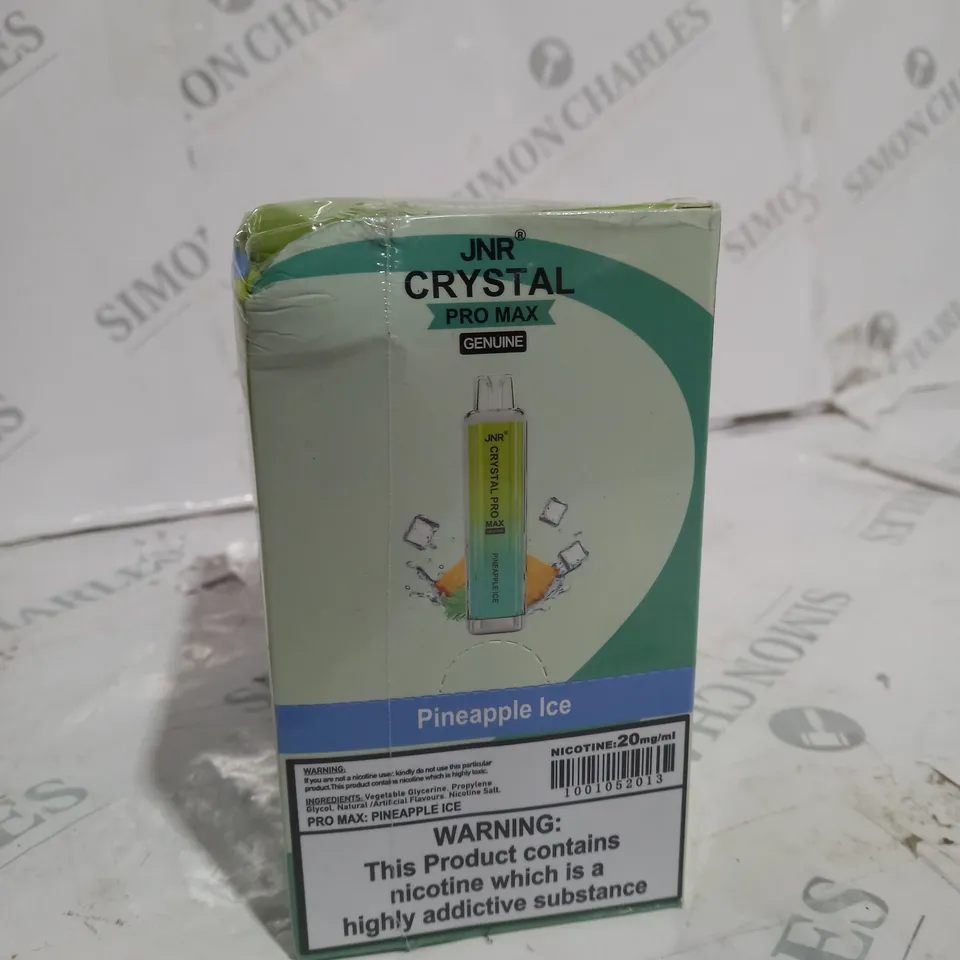 SIMON CHARLES
JNR®
CRYSTAL
PRO MAX
GENUINE
JNR®
CRYSTAL PRO
MAX
PINEAPPLE ICE
Pineapple Ice
NICOTINE:20mg/ml
1001052013
WARNING:
If you are not a nicotine user, kindly do not use this particular
product.This product contains nicotine which is highly toxic.
INGREDIENTS: Vegetable Glycerine, Propylene
Glycol, Natural /Artificial Flavours, Nicotine Salt.
PRO MAX: PINEAPPLE ICE
WARNING:
This Product contains
nicotine which is a
highly addictive substance